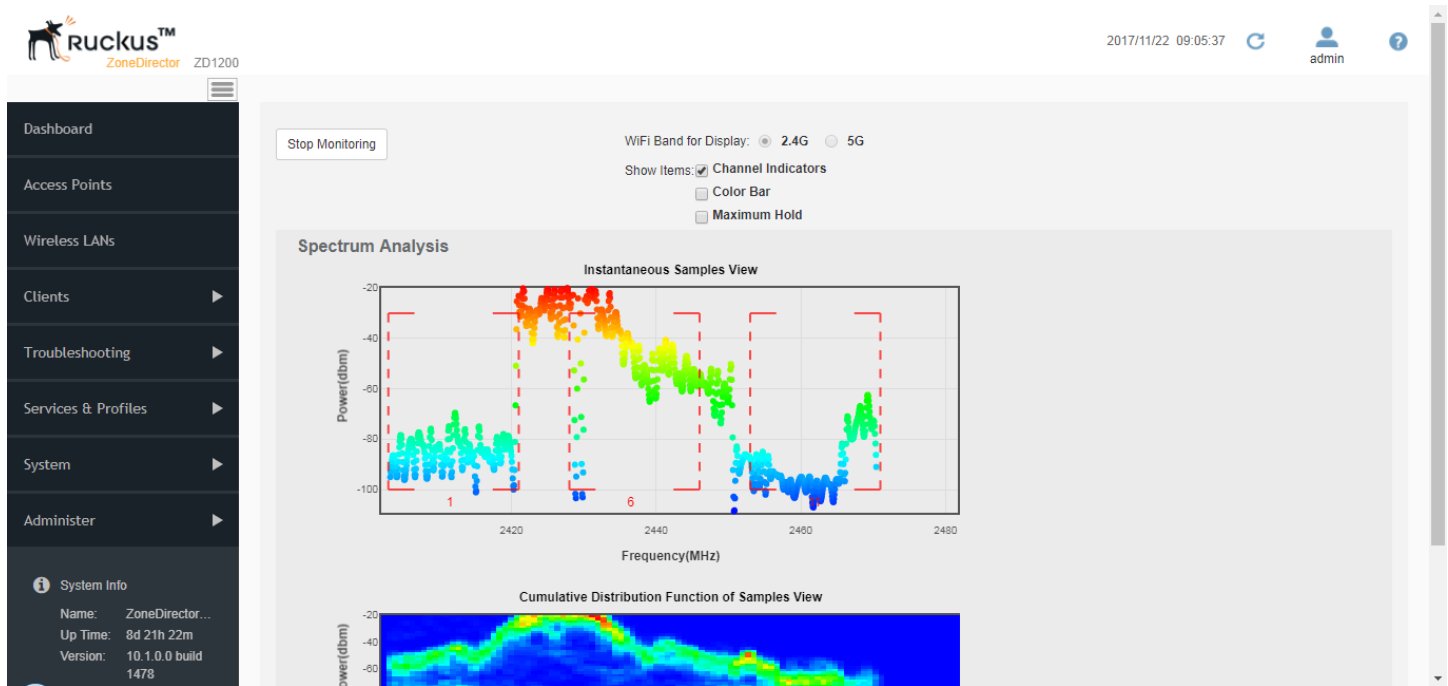 Ruckus™
ZoneDirector ZD1200
2017/11/22 09:05:37
admin
Dashboard
Access Points
Wireless LANs
Clients
Troubleshooting
Services & Profiles
System
Administer
System Info
Name: ZoneDirector...
Up Time: 8d 21h 22m
Version: 10.1.0.0 build
1478
Stop Monitoring
WiFi Band for Display: 2.4G 5G
Show Items: Channel Indicators
Color Bar
Maximum Hold
Spectrum Analysis
Instantaneous Samples View
-20
-40
-60
-80
-100
Power(dbm)
1 6
2420 2440 2460 2480
Frequency(MHz)
Cumulative Distribution Function of Samples View
-20
-40
-60